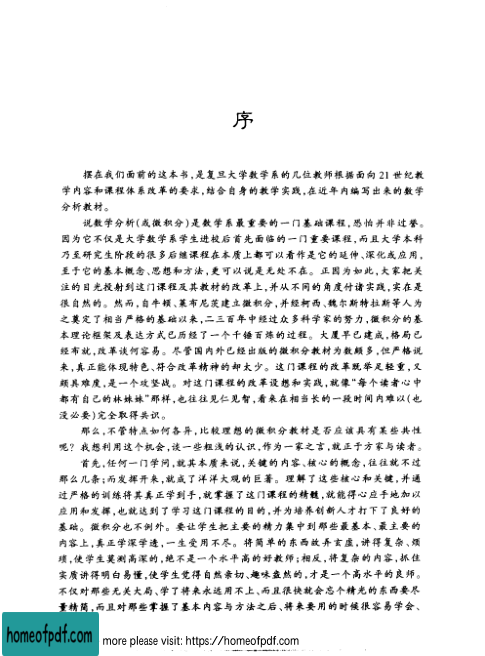 序
摆在我们面前的这本书,是复旦大学数学系的几位教师根据面向 21 世纪教
学内容和课程体系改革的要求,结合自身的教学实践,在近年内编写出来的数学
分析教材。
说数学分析(或微积分)是数学系最重要的一门基础课程,恐怕并非过誉。
因为它不仅是大学数学系学生进校后首先面临的一门重要课程,而且大学本科
乃至研究生阶段的很多后继课程在本质上都可以看作是它的延伸、深化或应用,
至于它的基本概念、思想和方法,更可以说是无处不在。正因为如此,大家把关
注的目光投射到这门课程及其教材的改革上,并从不同的角度付诸实践,实在是
很自然的。然而,自牛顿、莱布尼茨建立微积分,并经柯西、魏尔斯特拉斯等人为
之奠定了相当严格的基础以来,二三百年中经过众多科学家的努力,微积分的基
本理论框架及表达方式已历经了一个千锤百炼的过程。大厦早已建成,格局已
经布就,改革谈何容易。尽管国内外已经出版的微积分教材为数颇多,但严格说
来,真正能体现特色、符合改革精神的却太少。这门课程的改革既举足轻重,又
颇具难度,是一个攻坚战。对这门课程的改革设想和实践,就像“每个读者心中
都有自己的林妹妹”那样,也往往见仁见智,看来在相当长的一段时间内难以(也
没必要)完全取得共识。
那么,不管特点如何各异,比较理想的微积分教材是否应该具有某些共性
呢? 我想利用这个机会,谈一些粗浅的认识,作为一家之言,就正于方家与读者。
首先,任何一门学问,就其本质来说,关键的内容、核心的概念,往往就不过
那么几条;而发挥开来,就成了洋洋大观的巨著。理解了这些核心和关键,并通
过严格的训练将其真正学到手,就掌握了这门课程的精髓,就能得心应手地加以
应用和发挥,也就达到了学习这门课程的目的,并为培养创新人才打下了良好的
基础。微积分也不例外。要让学生把主要的精力集中到那些最基本、最主要的
内容上,真正学深学透,一生受用不尽。将简单的东西故弄玄虚,讲得复杂、烦
琐,使学生莫测高深的,绝不是一个水平高的好教师;相反,将复杂的内容,抓住
实质讲得明白易懂,使学生觉得自然亲切、趣味盎然的,才是一个高水平的良师。
不仅对那些无关大局、学了将来永远用不上、而且很快就会忘个精光的东西要尽
量精简,而且对那些掌握了基本内容与方法之后、将来要用的时候很容易学会、
homeofpdf.com
more please visit: https://homeofpdf.com